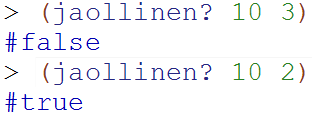 > (jaollinen? 10 3)
#false
> (jaollinen? 10 2)
#true